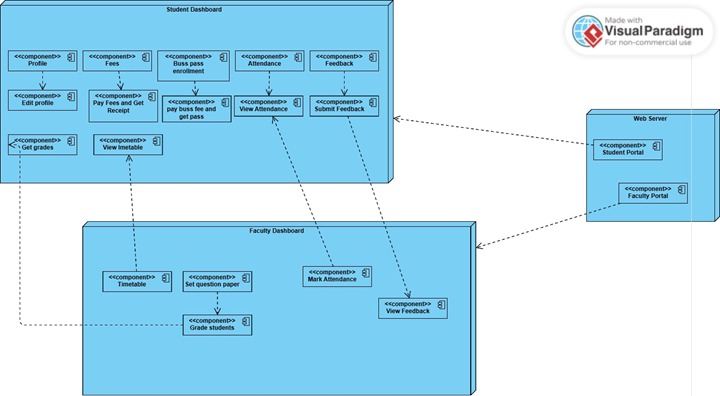 Student Dashboard
Made with
Visual Paradigm
For non-commercial use
<<component>>
Profile
<<component>>
Fees
<<component>>
Buss pass
enrollment
<<component>>
Attendance
<<component>>
Feedback
<<component>>
Edit profile
<<component>>
Pay Fees and Get
Receipt
<<component>>
pay buss fee and
get pass
<<component>>
View Attendance
<<component>>
Submit Feedback
<<component>>
Get grades
<<component>>
View Imetable
Web Server
<<component>>
Student Portal
<<component>>
Faculty Portal
Faculty Dashboard
<<component>>
Timetable
<<component>>
Set question paper
<<component>>
Mark Attendance
<<component>>
View Feedback
<<component>>
Grade students